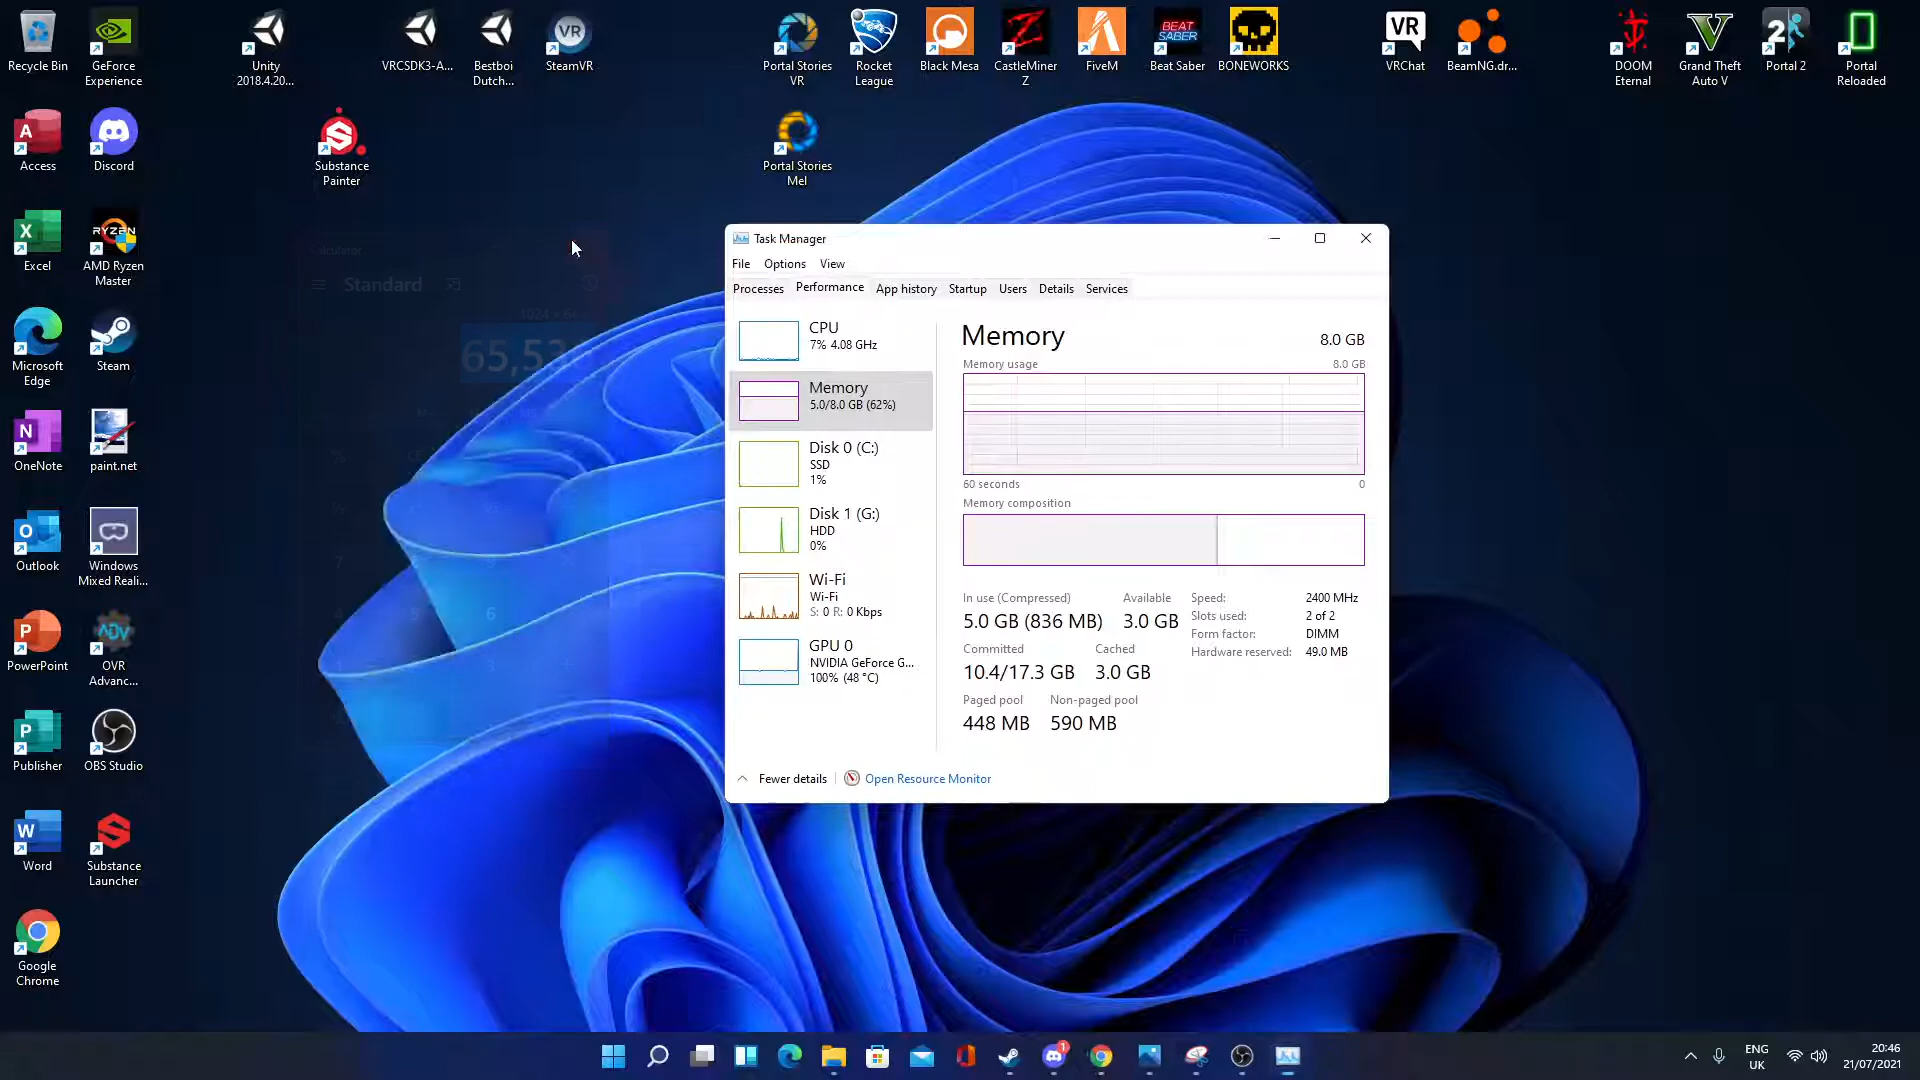 Recycle Bin
GeForce
Experience
Unity
2018.4.20...
VRCSDK3-A...
Bestboi
Dutch...
VR
SteamVR
Portal Stories
VR
Rocket
League
Black Mesa
CastleMiner
Z
FiveM
BEAT
SABER
Beat Saber
BONEWORKS
VR
VRChat
BeamNG.dr...
DOOM
Eternal
Grand Theft
Auto V
2
Portal 2
Portal
Reloaded
Access
Discord
Substance
Painter
Portal Stories
Mel
Excel
RYZEN
AMD Ryzen
Master
Microsoft
Edge
Steam
OneNote
paint.net
Outlook
Windows
Mixed Reali...
PowerPoint
ADV
OVR
Advanc...
Publisher
OBS Studio
Word
Substance
Launcher
Google
Chrome
Standard
Task Manager
File Options View
Processes Performance App history Startup Users Details Services
CPU
7% 4.08 GHz
Memory
5.0/8.0 GB (62%)
Disk 0 (C:)
SSD
1%
Disk 1 (G:)
HDD
0%
Wi-Fi
Wi-Fi
S: 0 R: 0 Kbps
GPU 0
NVIDIA GeForce G...
100% (48 °C)
Memory 8.0 GB
Memory usage 8.0 GB
60 seconds 0
Memory composition
In use (Compressed) Available
5.0 GB (836 MB) 3.0 GB
Committed Cached
10.4/17.3 GB 3.0 GB
Paged pool Non-paged pool
448 MB 590 MB
Speed: 2400 MHz
Slots used: 2 of 2
Form factor: DIMM
Hardware reserved: 49.0 MB
Fewer details Open Resource Monitor
1
ENG
UK
20:46
21/07/2021